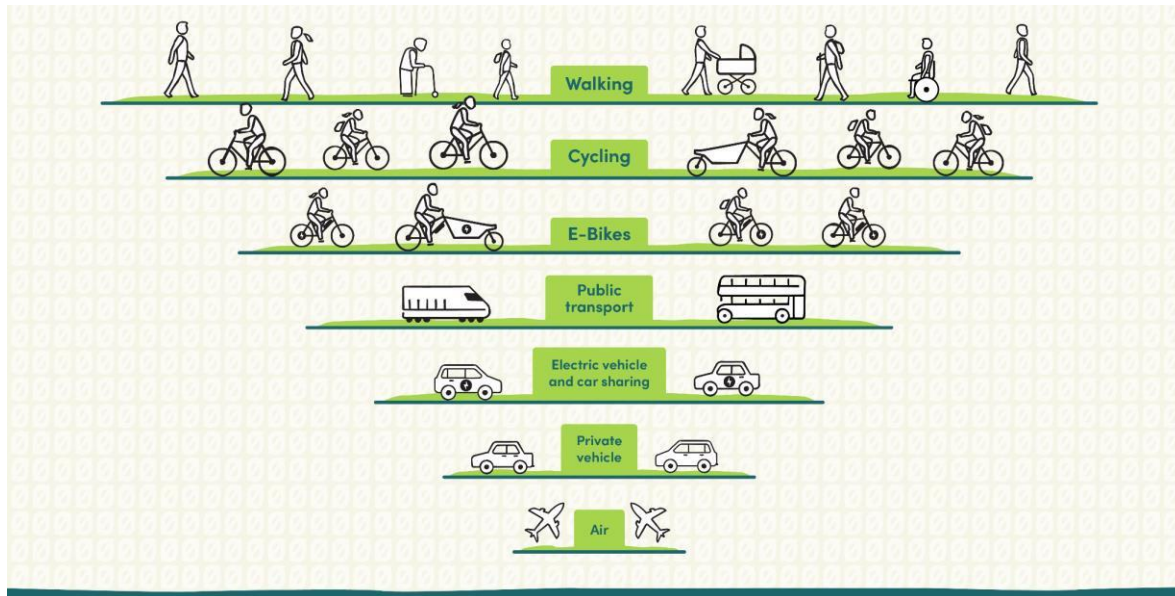 Walking
Cycling
E-Bikes
Public
transport
Electric vehicle
and car sharing
Private
vehicle
Air